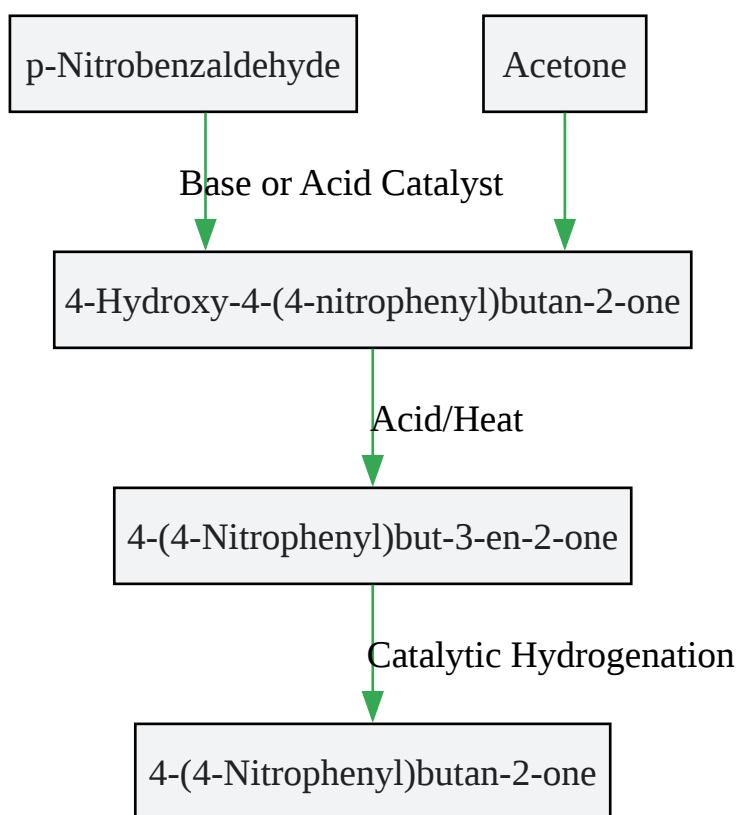 p-Nitrobenzaldehyde
Acetone
Base or Acid Catalyst
4-Hydroxy-4-(4-nitrophenyl)butan-2-one
Acid/Heat
4-(4-Nitrophenyl)but-3-en-2-one
Catalytic Hydrogenation
4-(4-Nitrophenyl)butan-2-one